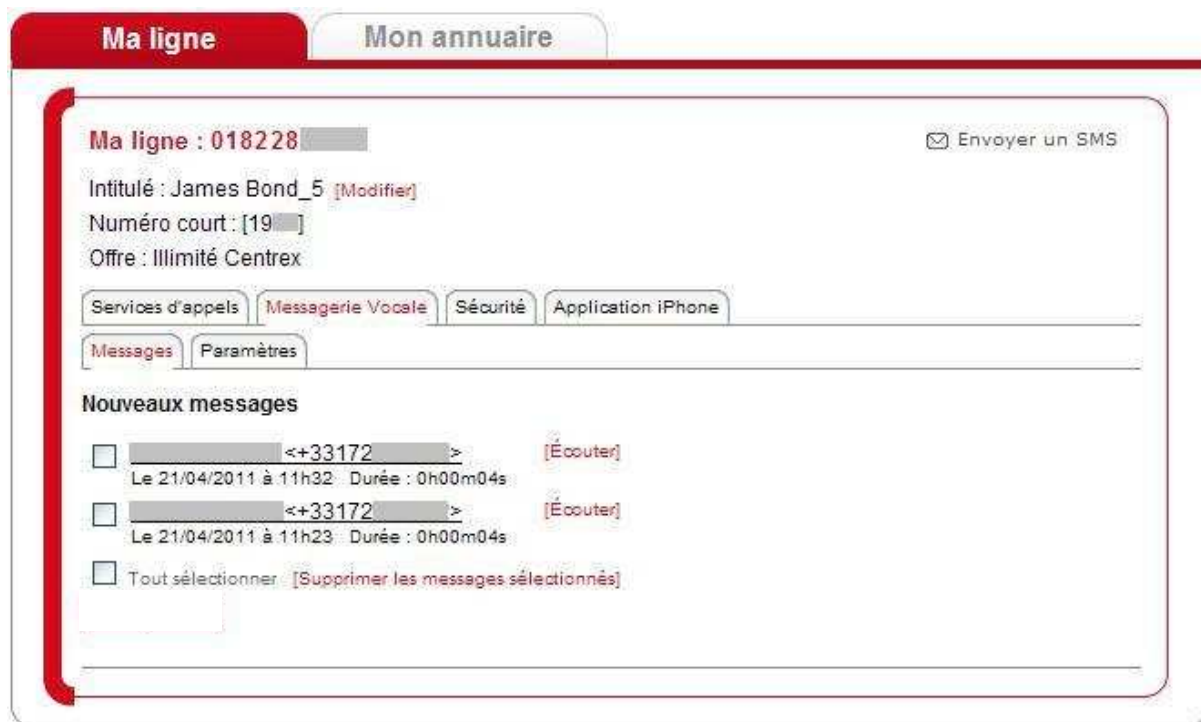 Ma ligne Mon annuaire
Ma ligne : 018228
Envoyer un SMS
Intitulé : James Bond_5 [Modifier]
Numéro court : [19 ]
Offre : Illimité Centrex
Services d'appels Messagerie Vocale Sécurité Application iPhone
Messages Paramètres
Nouveaux messages
<+33172 > [Écouter]
Le 21/04/2011 à 11h32 Durée : 0h00m04s
<+33172 > [Écouter]
Le 21/04/2011 à 11h23 Durée : 0h00m04s
Tout sélectionner [Supprimer les messages sélectionnés]